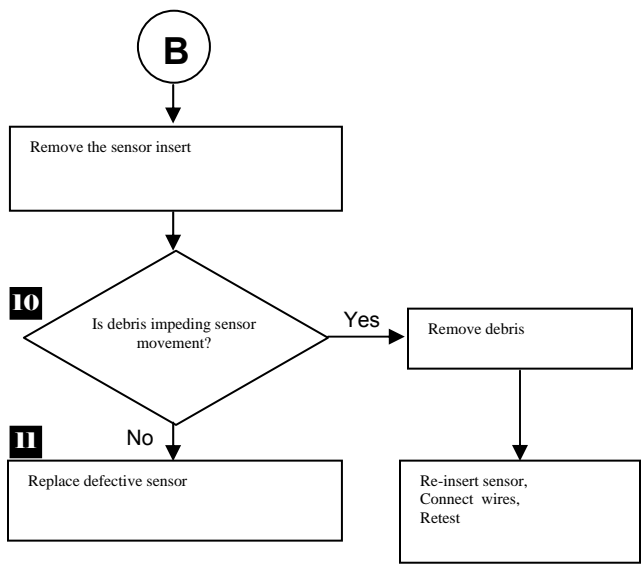 B
Remove the sensor insert
10
Is debris impeding sensor
movement?
Yes
Remove debris
11
No
Replace defective sensor
Re-insert sensor,
Connect wires,
Retest